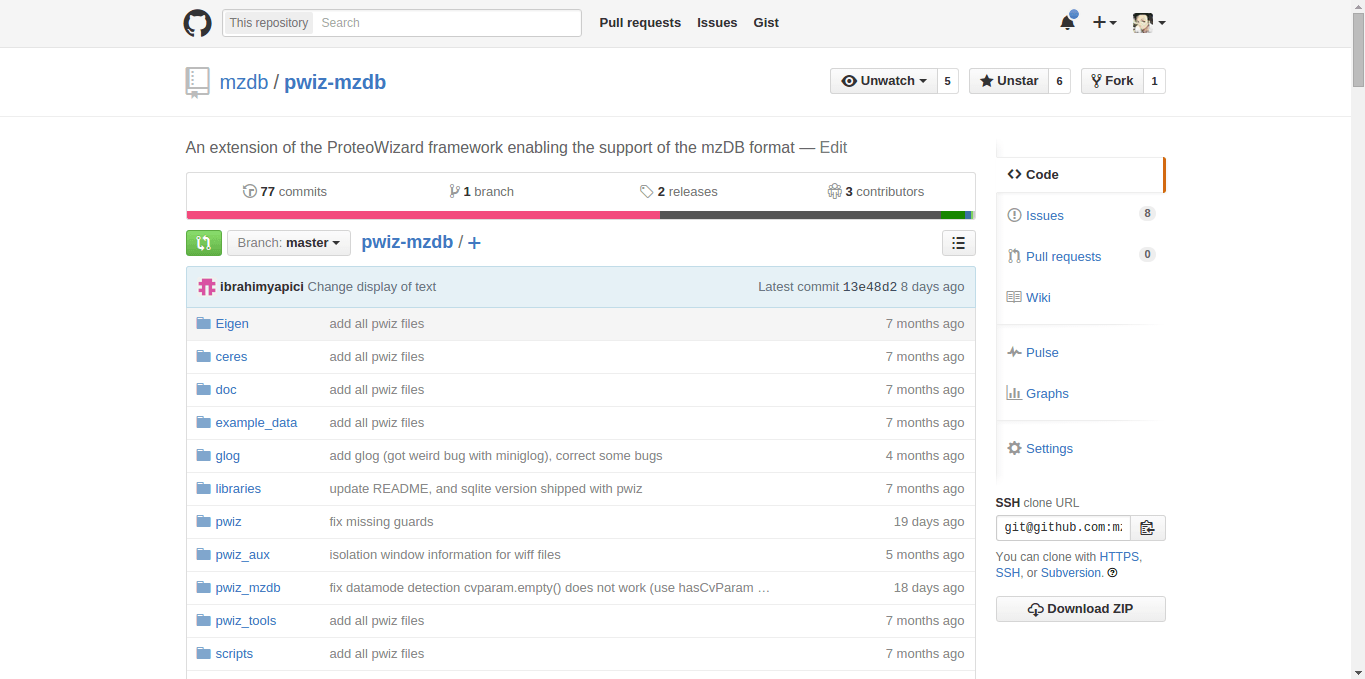 This repository Search Pull requests Issues Gist
mzdb / pwiz-mzdb Unwatch 5 Unstar 6 Fork 1
An extension of the ProteoWizard framework enabling the support of the mzDB format — Edit
77 commits 1 branch 2 releases 3 contributors
Branch: master pwiz-mzdb / +
ibrahimyapici Change display of text Latest commit 13e48d2 8 days ago
Eigen add all pwiz files 7 months ago
ceres add all pwiz files 7 months ago
doc add all pwiz files 7 months ago
example_data add all pwiz files 7 months ago
glog add glog (got weird bug with miniglog), correct some bugs 4 months ago
libraries update README, and sqlite version shipped with pwiz 7 months ago
pwiz fix missing guards 19 days ago
pwiz_aux isolation window information for wiff files 5 months ago
pwiz_mzdb fix datamode detection cvparam.empty() does not work (use hasCvParam … 18 days ago
pwiz_tools add all pwiz files 7 months ago
scripts add all pwiz files 7 months ago
Code
Issues 8
Pull requests 0
Wiki
Pulse
Graphs
Settings
SSH clone URL
git@github.com:mz
You can clone with HTTPS,
SSH, or Subversion.
Download ZIP